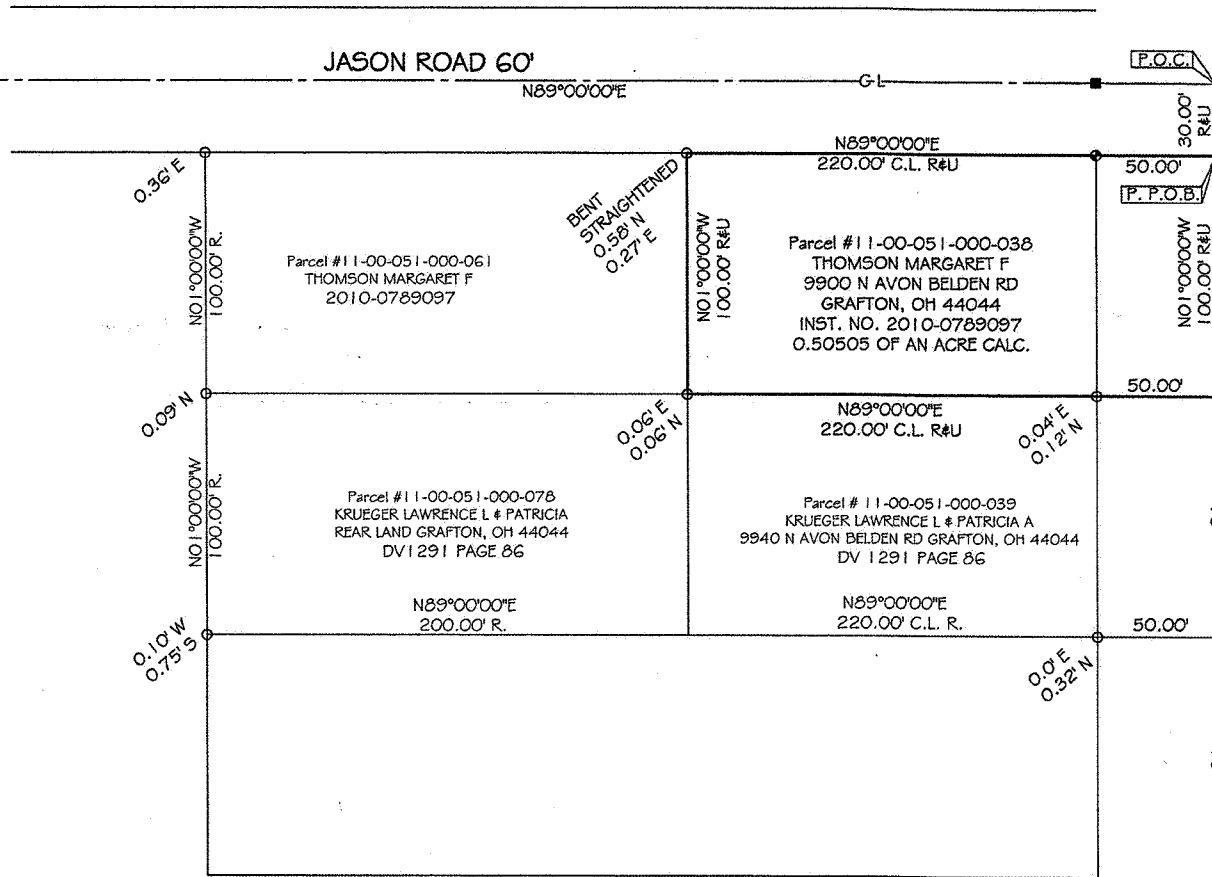 JASON ROAD 60'
P.O.C.
N89°00'00"E
C-L
30.00'
R&U
N89°00'00"E
220.00' C.L. R&U
50.00'
P. P.O.B.
0.36' E
BENT
STRAIGHTENED
0.58' N
0.27' E
N01°00'00"W
100.00' R.
Parcel #11-00-051-000-061
THOMSON MARGARET F
2010-0789097
N01°00'00"W
100.00' R&U
Parcel #11-00-051-000-038
THOMSON MARGARET F
9900 N AVON BELDEN RD
GRAFTON, OH 44044
INST. NO. 2010-0789097
0.50505 OF AN ACRE CALC.
N01°00'00"W
100.00' R&U
0.09' N
0.06' E
0.06' N
N89°00'00"E
220.00' C.L. R&U
0.04' E
0.12' N
50.00'
N01°00'00"W
100.00' R.
Parcel #11-00-051-000-078
KRUEGER LAWRENCE L & PATRICIA
REAR LAND GRAFTON, OH 44044
DV1291 PAGE 86
Parcel # 11-00-051-000-039
KRUEGER LAWRENCE L & PATRICIA A
9940 N AVON BELDEN RD GRAFTON, OH 44044
DV 1291 PAGE 86
N89°00'00"E
200.00' R.
N89°00'00"E
220.00' C.L. R.
0.10' W
0.75' S
0.0' E
0.32' N
50.00'